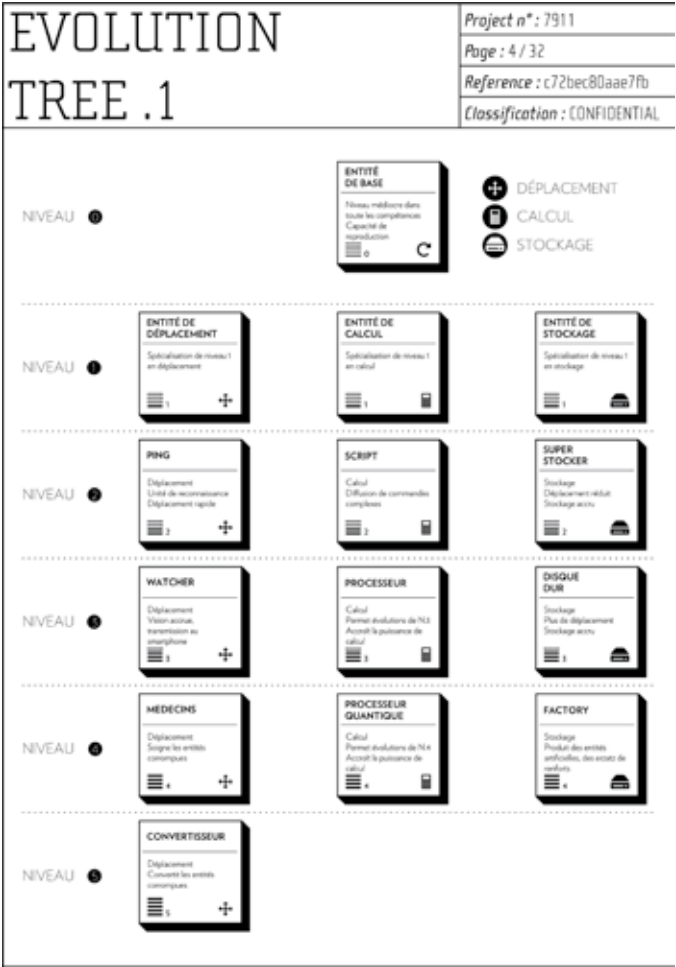 EVOLUTION
TREE .1
Project n° : 7911
Page : 4 / 32
Reference : c72bec80aae7fb
Classification : CONFIDENTIAL
NIVEAU 0
ENTITÉ
DE BASE
Niveau médiocre dans
toute les compétences
Capacité de
reproduction
0
DÉPLACEMENT
CALCUL
STOCKAGE
NIVEAU 1
ENTITÉ DE
DÉPLACEMENT
Spécialisation de niveau 1
en déplacement
1
ENTITÉ DE
CALCUL
Spécialisation de niveau 1
en calcul
1
ENTITÉ DE
STOCKAGE
Spécialisation de niveau 1
en stockage
1
NIVEAU 2
PING
Déplacement
Unité de reconnaissance
Déplacement rapide
2
SCRIPT
Calcul
Diffusion de commandes
complexes
2
SUPER
STOCKER
Stockage
Déplacement réduit
Stockage accru
2
NIVEAU 3
WATCHER
Déplacement
Vision accrue,
transmission au
smartphone
3
PROCESSEUR
Calcul
Permet évolutions de N.3
Accroît la puissance de
calcul
3
DISQUE
DUR
Stockage
Plus de déplacement
Stockage accru
3
NIVEAU 4
MEDECINS
Déplacement
Soigne les entités
corrompues
4
PROCESSEUR
QUANTIQUE
Calcul
Permet évolutions de N.4
Accroît la puissance de
calcul
4
FACTORY
Stockage
Produit des entités
artificielles, des ersatz de
renforts
4
NIVEAU 5
CONVERTISSEUR
Déplacement
Convertit les entités
corrompues
5